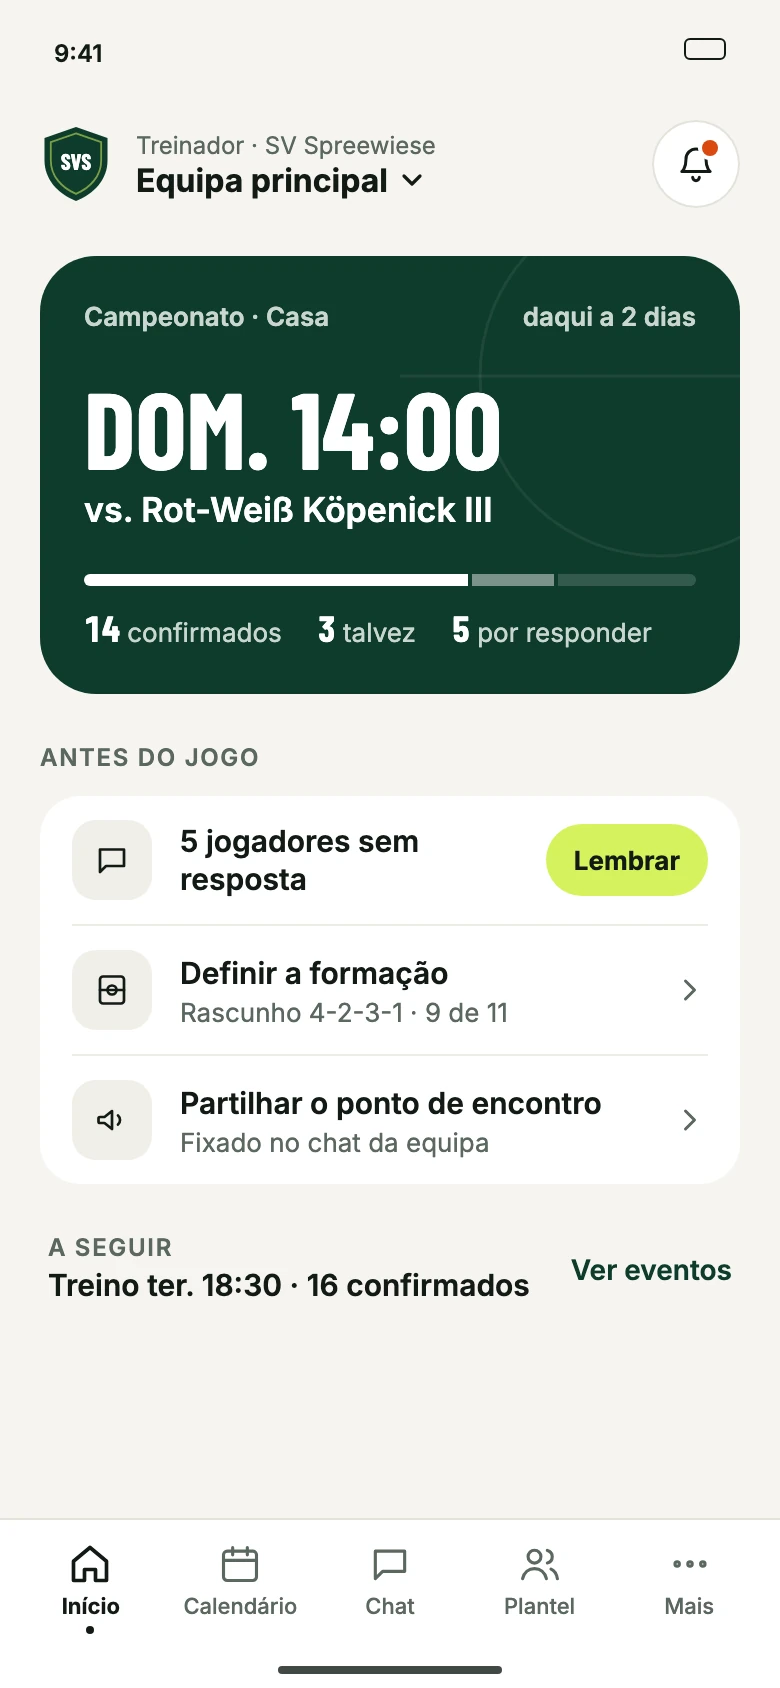 9:41
SVS
Treinador · SV Spreewiese
Equipa principal
Campeonato · Casa
daqui a 2 dias
DOM. 14:00
vs. Rot-Weiß Köpenick III
14 confirmados
3 talvez
5 por responder
ANTES DO JOGO
5 jogadores sem
resposta
Lembrar
Definir a formação
Rascunho 4-2-3-1 · 9 de 11
Partilhar o ponto de encontro
Fixado no chat da equipa
A SEGUIR
Treino ter. 18:30 · 16 confirmados
Ver eventos
Início
Calendário
Chat
Plantel
Mais